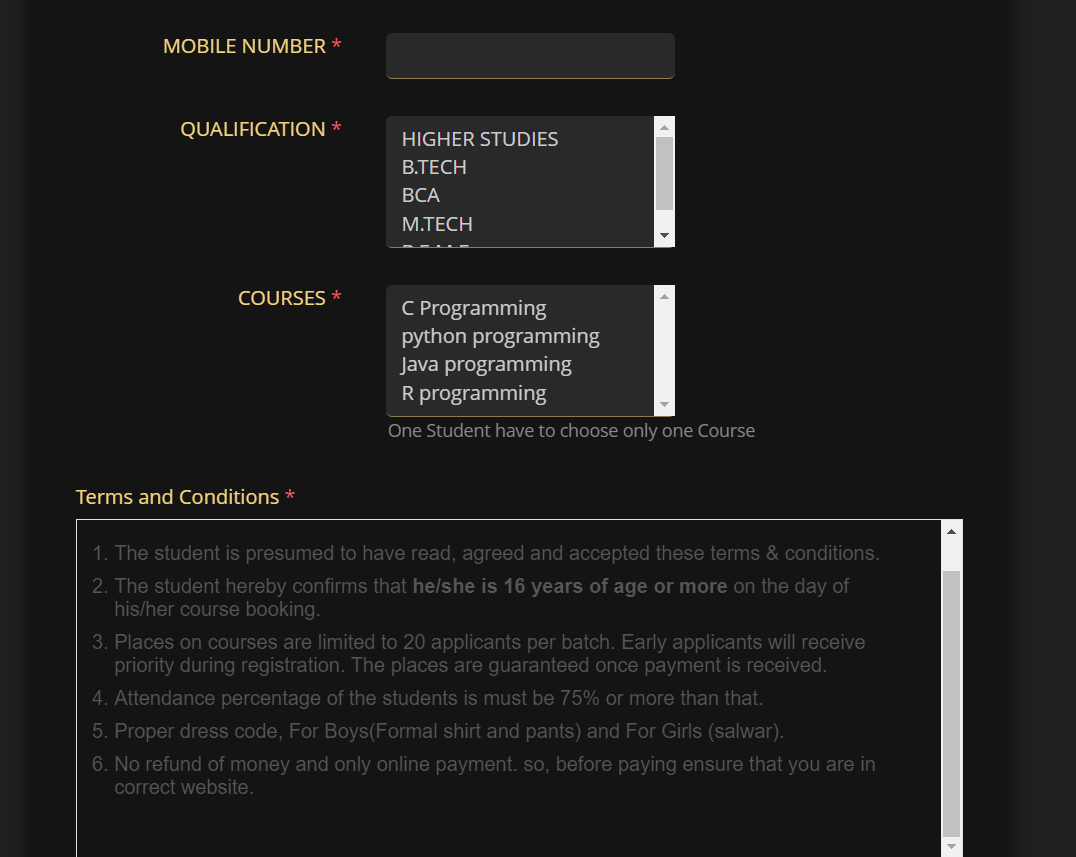 MOBILE NUMBER *
QUALIFICATION *
HIGHER STUDIES
B.TECH
BCA
M.TECH
COURSES *
C Programming
python programming
Java programming
R programming
One Student have to choose only one Course
Terms and Conditions *
1. The student is presumed to have read, agreed and accepted these terms & conditions.
2. The student hereby confirms that he/she is 16 years of age or more on the day of
his/her course booking.
3. Places on courses are limited to 20 applicants per batch. Early applicants will receive
priority during registration. The places are guaranteed once payment is received.
4. Attendance percentage of the students is must be 75% or more than that.
5. Proper dress code, For Boys(Formal shirt and pants) and For Girls (salwar).
6. No refund of money and only online payment. so, before paying ensure that you are in
correct website.